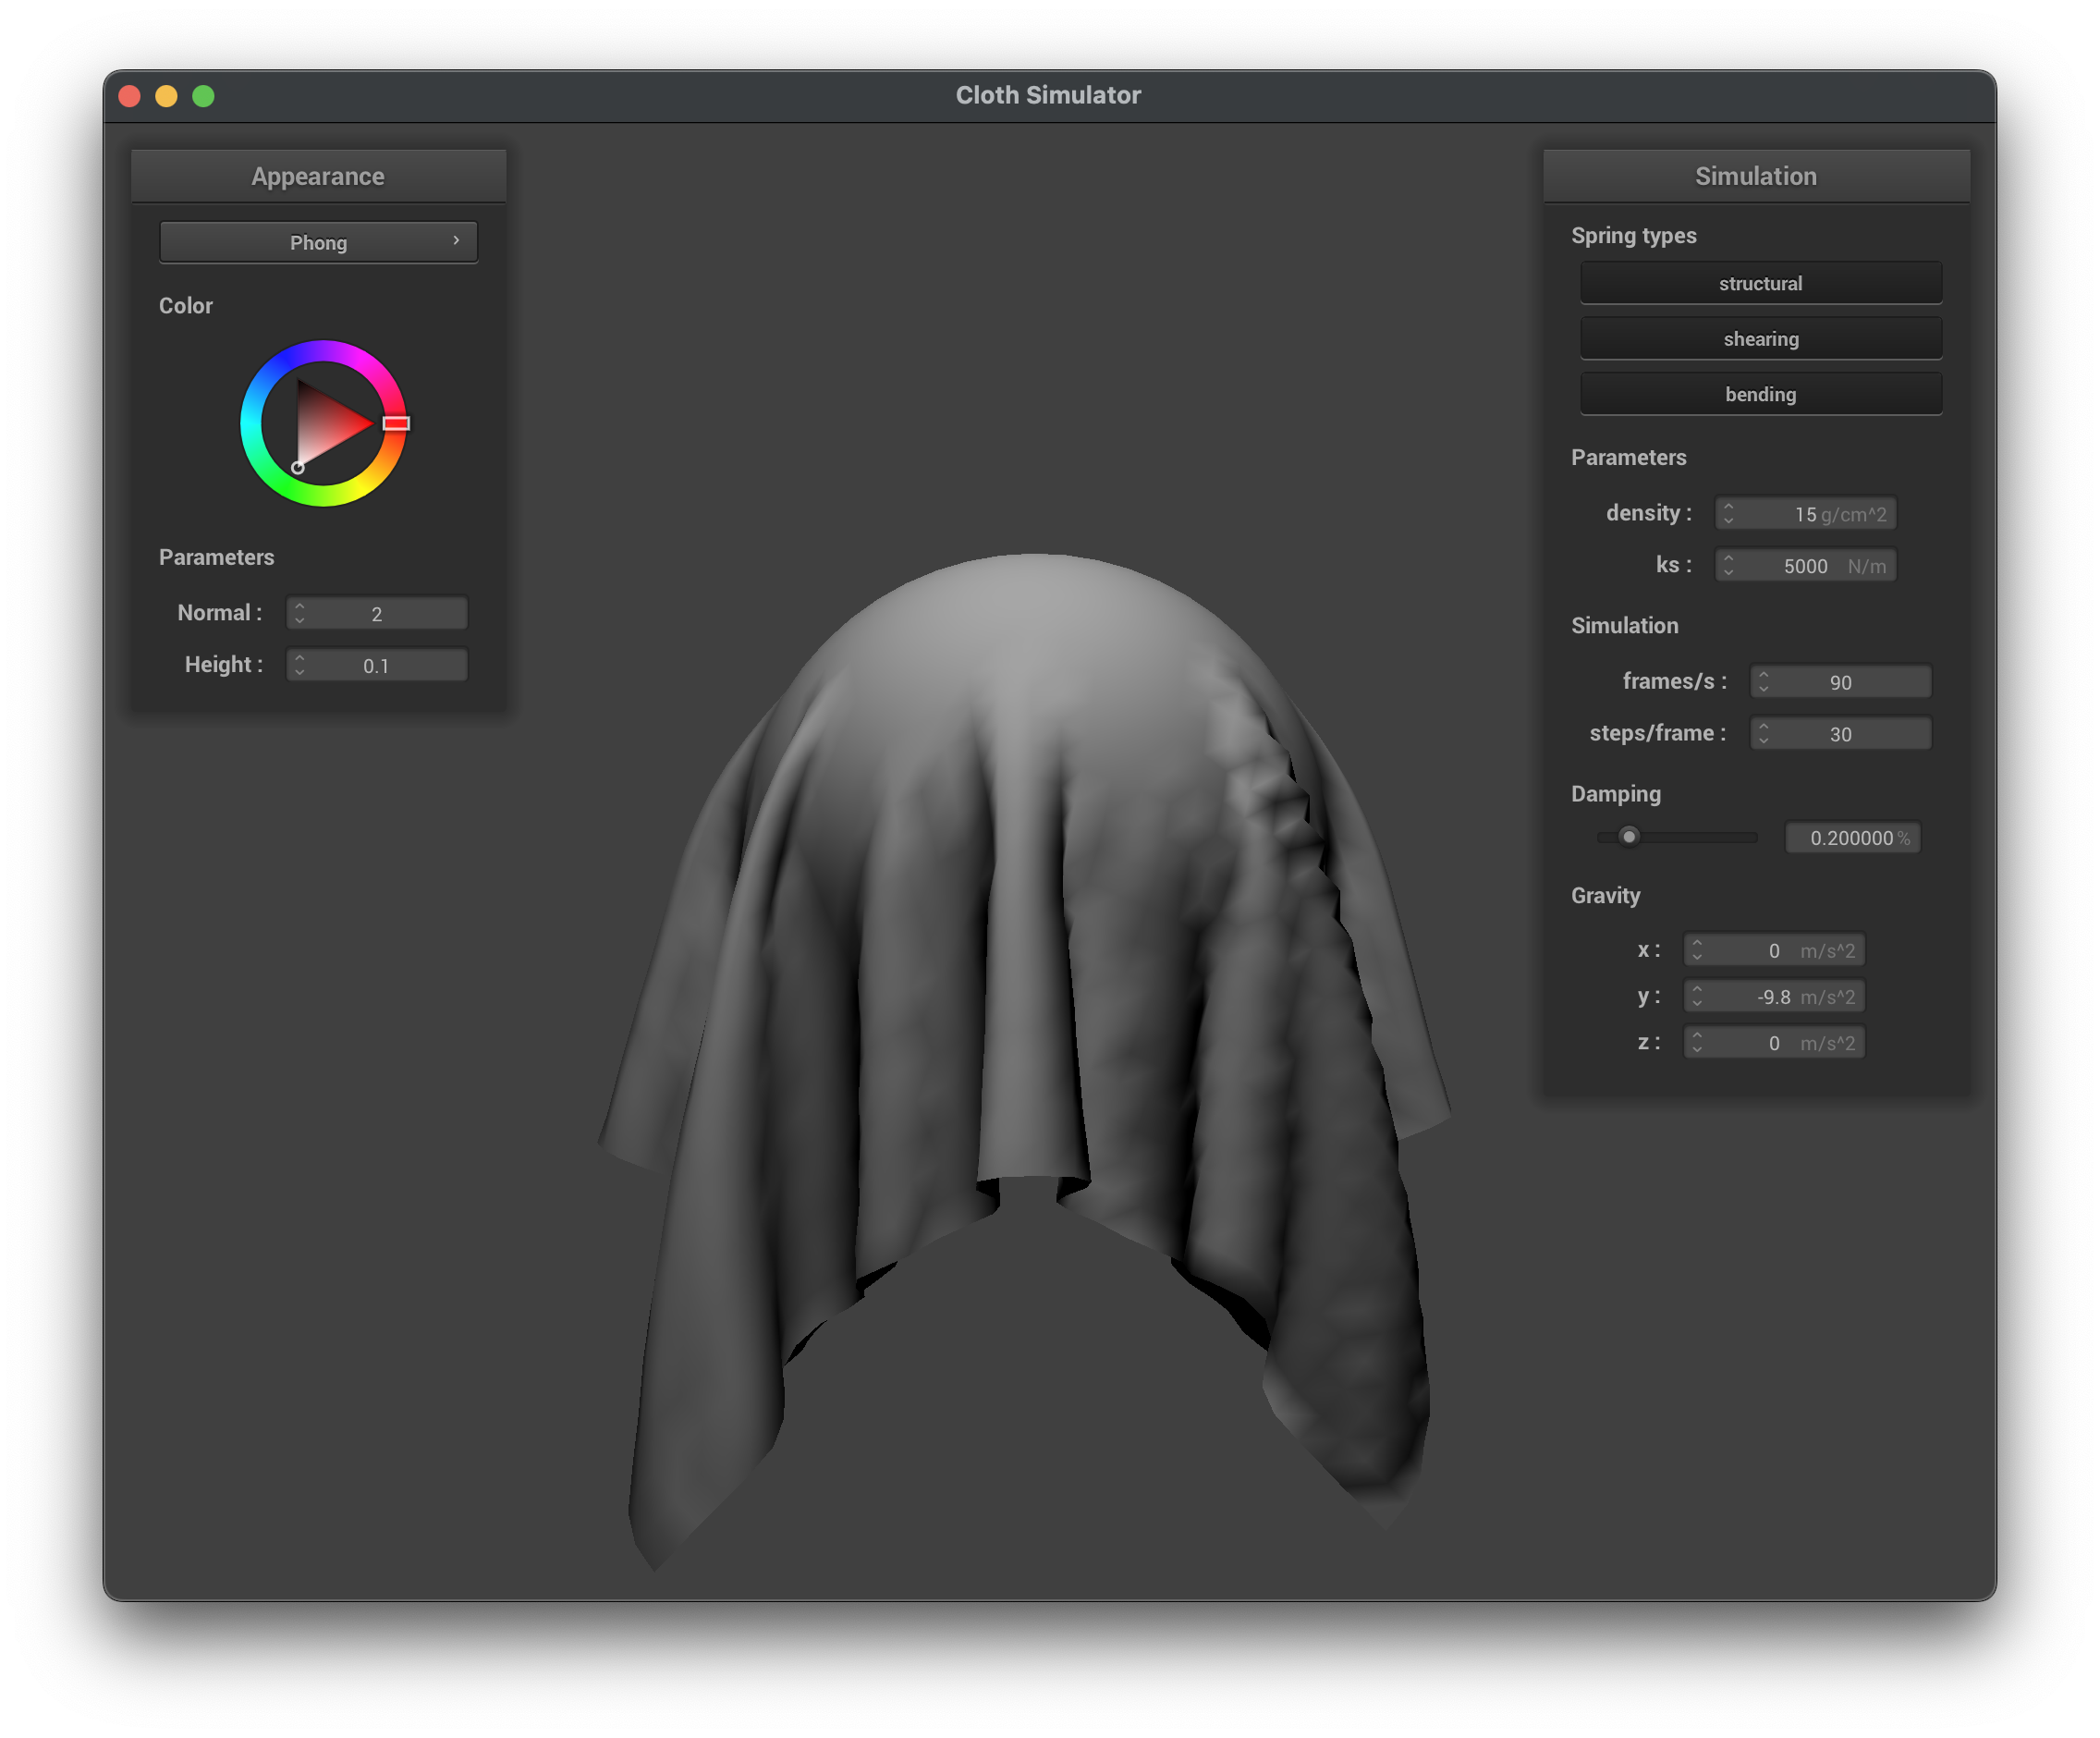 Cloth Simulator
Appearance
Phong
Color
Parameters
Normal : 2
Height : 0.1
Simulation
Spring types
structural
shearing
bending
Parameters
density : 15 g/cm^2
ks : 5000 N/m
Simulation
frames/s : 90
steps/frame : 30
Damping
0.200000 %
Gravity
x : 0 m/s^2
y : -9.8 m/s^2
z : 0 m/s^2